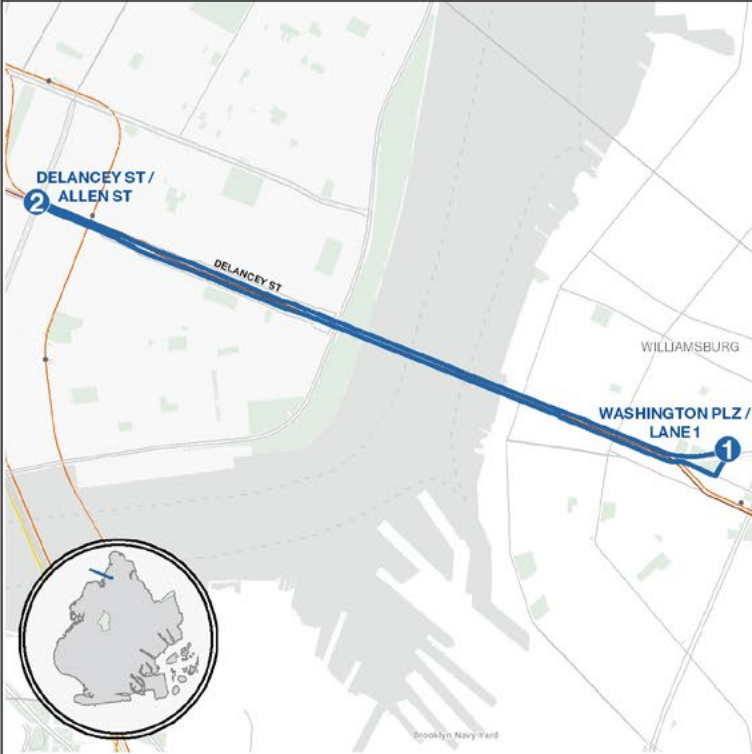 DELANCEY ST /
ALLEN ST
2
DELANCEY ST
WILLIAMSBURG
WASHINGTON PLZ /
LANE 1
1
Brooklyn Navy Yard